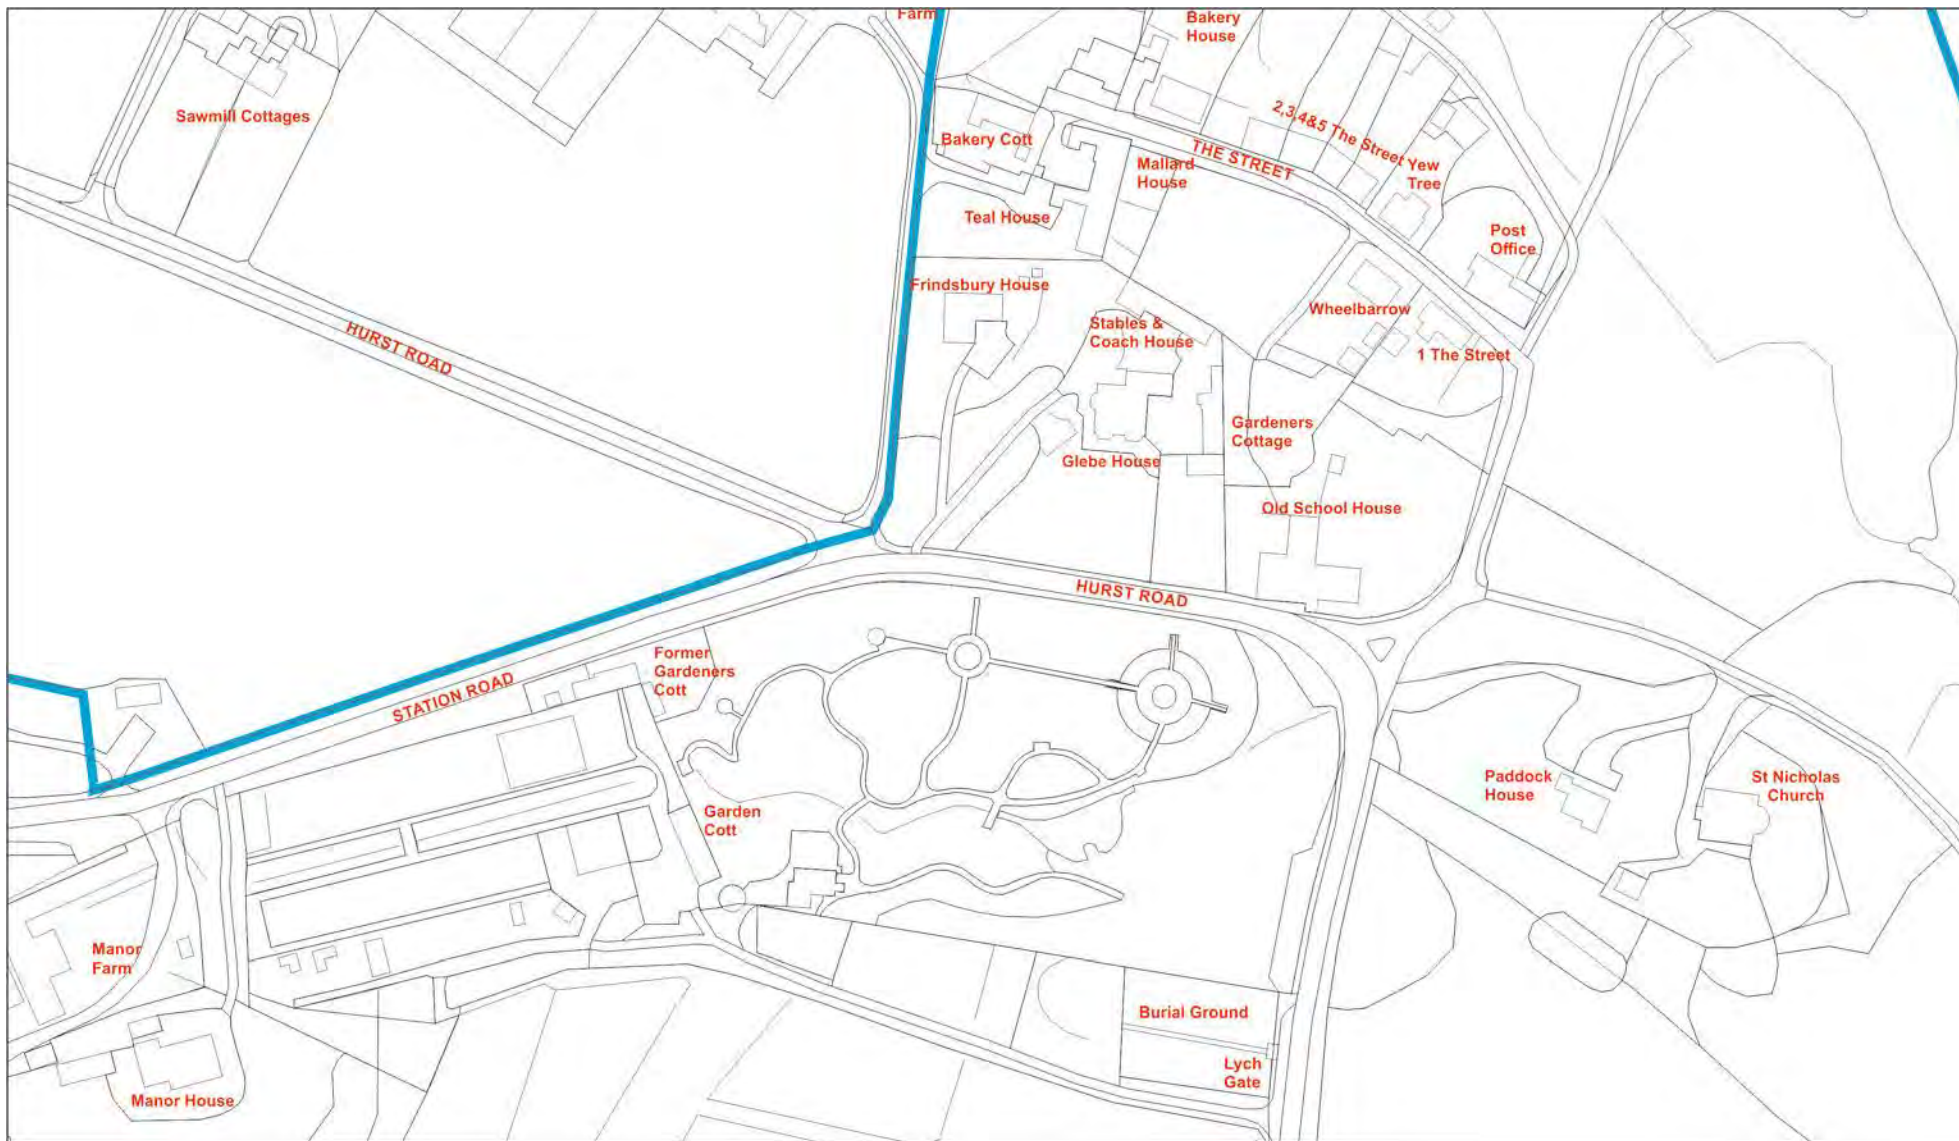 Farm
Bakery
House
Sawmill Cottages
2,3,4&5 The Street Yew
Tree
Bakery Cott
THE STREET
Mallard
House
Teal House
Post
Office
Frindsbury House
Wheelbarrow
Stables &
Coach House
HURST ROAD
1 The Street
Gardeners
Cottage
Glebe House
Old School House
HURST ROAD
Former
Gardeners
Cott
STATION ROAD
Paddock
House
St Nicholas
Church
Garden
Cott
Manor
Farm
Burial Ground
Lych
Gate
Manor House